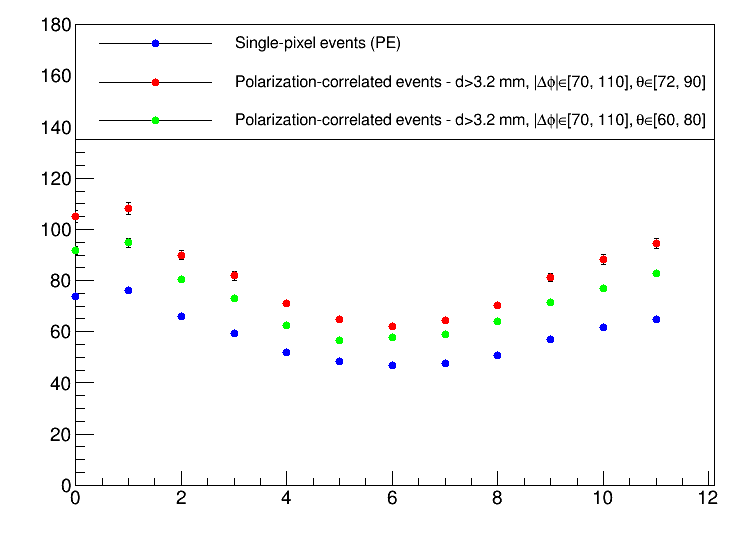 180
Single-pixel events (PE)
160
Polarization-correlated events - d>3.2 mm, |Δϕ|∈[70, 110], θ∈[72, 90]
Polarization-correlated events - d>3.2 mm, |Δϕ|∈[70, 110], θ∈[60, 80]
140
120
100
80
60
40
20
0
0 2 4 6 8 10 12